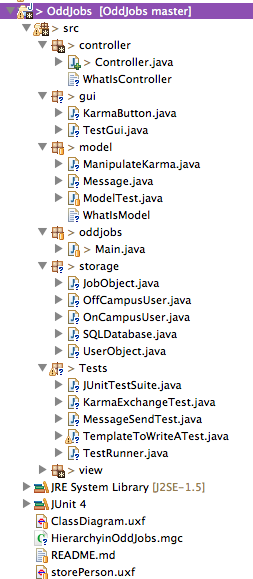 > OddJobs [OddJobs master]
> src
> controller
> Controller.java
WhatIsController
> gui
KarmaButton.java
TestGui.java
> model
ManipulateKarma.java
Message.java
ModelTest.java
WhatIsModel
> oddjobs
> Main.java
> storage
JobObject.java
OffCampusUser.java
OnCampusUser.java
SQLDatabase.java
UserObject.java
> Tests
JUnitTestSuite.java
KarmaExchangeTest.java
MessageSendTest.java
TemplateToWriteATest.java
TestRunner.java
> view
JRE System Library [J2SE-1.5]
JUnit 4
ClassDiagram.uxf
HierarchyinOddJobs.mgc
README.md
storePerson.uxf